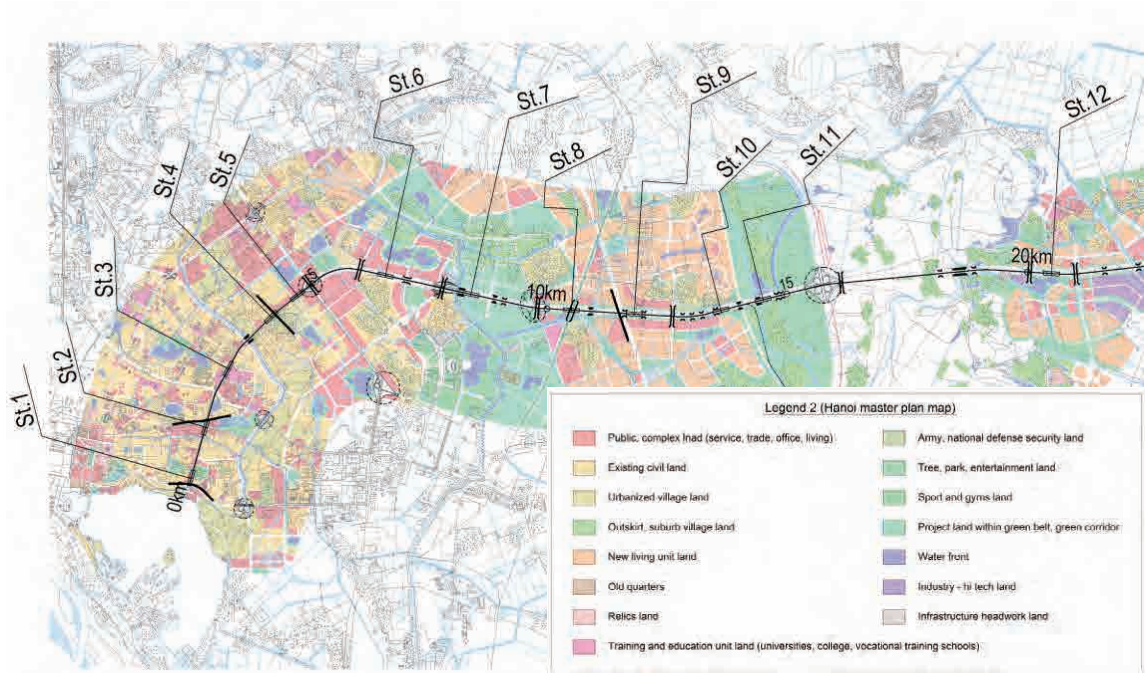 St.1
St.2
St.3
St.4
St.5
St.6
St.7
St.8
St.9
St.10
St.11
St.12
0km
10km
15
20km
Legend 2 (Hanoi master plan map)
Public, complex lnad (service, trade, office, living)
Existing civil land
Urbanized village land
Outskirt, suburb village land
New living unit land
Old quarters
Relics land
Training and education unit land (universities, college, vocational training schools)
Army, national defense security land
Tree, park, entertainment land
Sport and gyms land
Project land within green belt, green corridor
Water front
Industry - hi tech land
Infrastructure headwork land